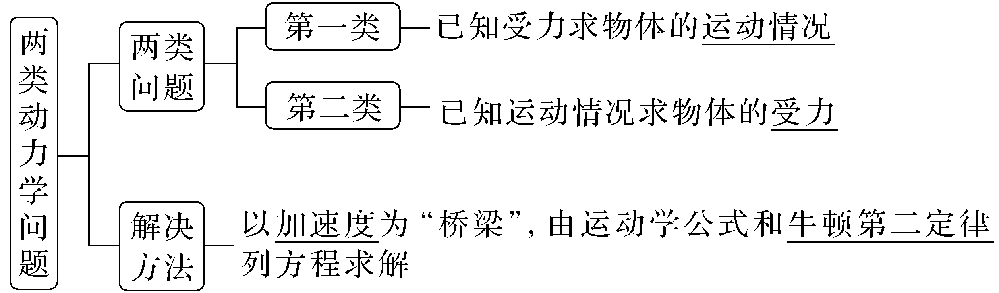 两类动力学问题
两类
问题
第一类
已知受力求物体的运动情况
第二类
已知运动情况求物体的受力
解决
方法
以加速度为“桥梁”，由运动学公式和牛顿第二定律
列方程求解